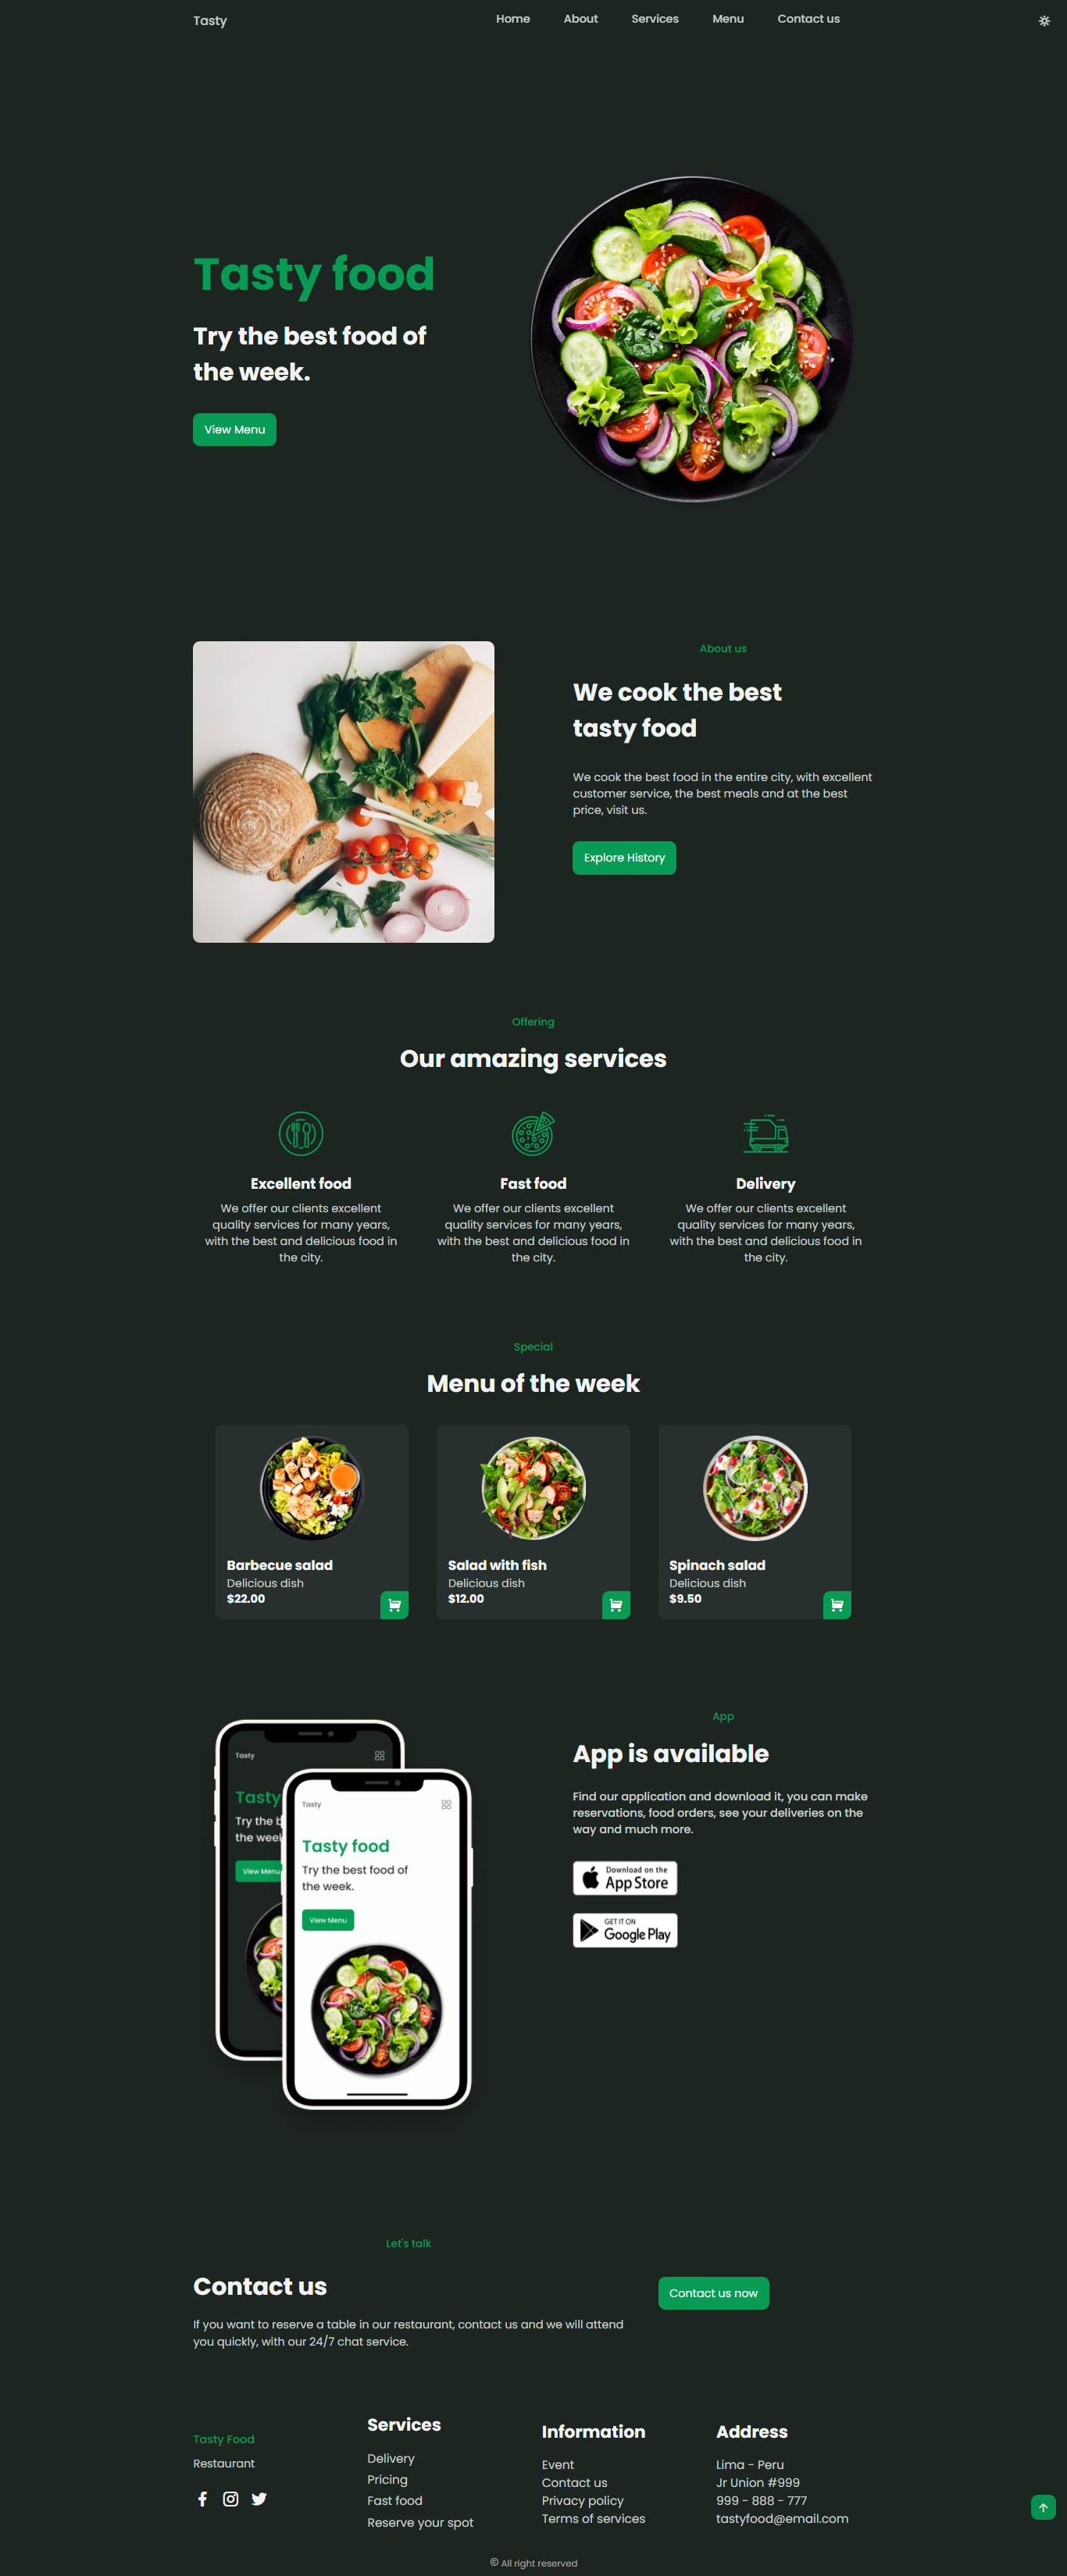 Tasty
Home About Services Menu Contact us
Tasty food
Try the best food of
the week.
View Menu
About us
We cook the best
tasty food
We cook the best food in the entire city, with excellent
customer service, the best meals and at the best
price, visit us.
Explore History
Offering
Our amazing services
Excellent food
We offer our clients excellent
quality services for many years,
with the best and delicious food in
the city.
Fast food
We offer our clients excellent
quality services for many years,
with the best and delicious food in
the city.
Delivery
We offer our clients excellent
quality services for many years,
with the best and delicious food in
the city.
Special
Menu of the week
Barbecue salad
Delicious dish
$22.00
Salad with fish
Delicious dish
$12.00
Spinach salad
Delicious dish
$9.50
Tasty
Tasty
Try the b
the week
View Menu
Tasty
Tasty food
Try the best food of
the week.
View Menu
App
App is available
Find our application and download it, you can make
reservations, food orders, see your deliveries on the
way and much more.
Download on the
App Store
GET IT ON
Google Play
Let's talk
Contact us
If you want to reserve a table in our restaurant, contact us and we will attend
you quickly, with our 24/7 chat service.
Contact us now
Tasty Food
Restaurant
Services
Delivery
Pricing
Fast food
Reserve your spot
Information
Event
Contact us
Privacy policy
Terms of services
Address
Lima - Peru
Jr Union #999
999 - 888 - 777
tastyfood@email.com
© All right reserved